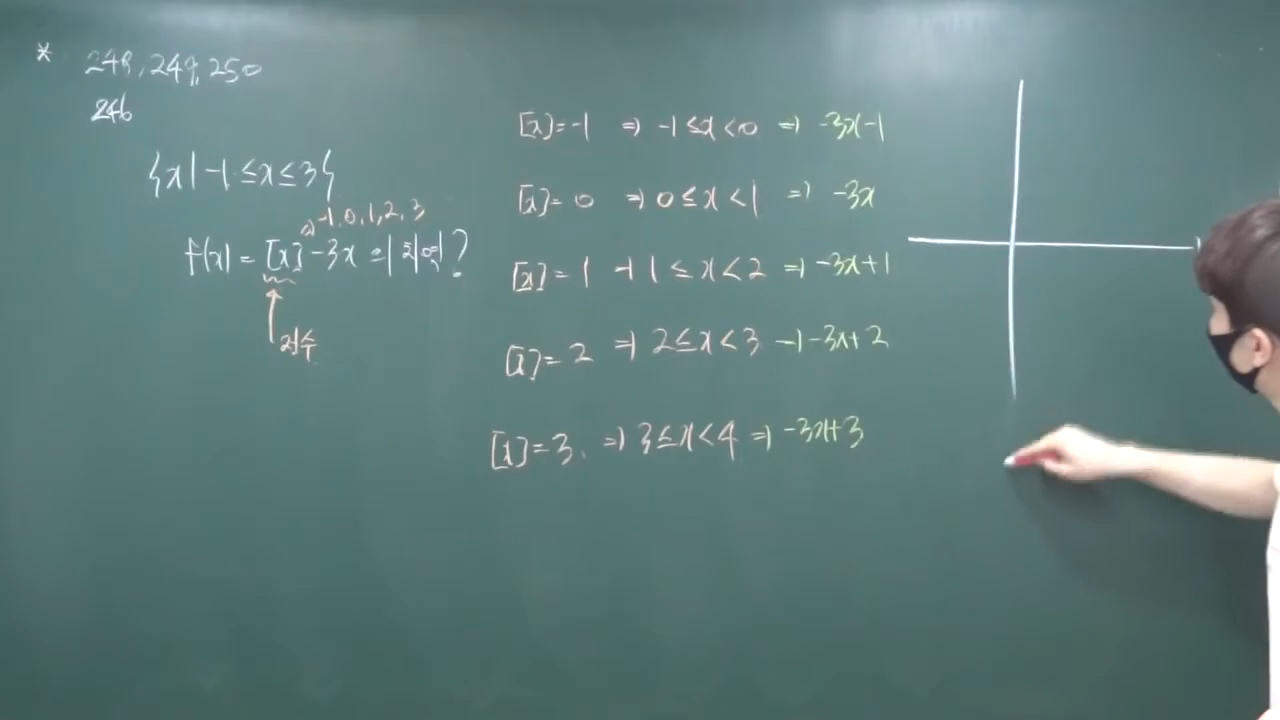 * 248, 249, 250
246
{x|-1≤x≤3}
→ -1, 0, 1, 2, 3
f(x) = [x] -3x 의 치역?
정수
[x]=-1 ⇒ -1≤x<0 ⇒ -3x-1
[x]=0 ⇒ 0≤x<1 ⇒ -3x
[x]=1 → 1≤x<2 ⇒ -3x+1
[x]=2 ⇒ 2≤x<3 → -3x+2
[x]=3. ⇒ 3≤x<4 ⇒ -3x+3